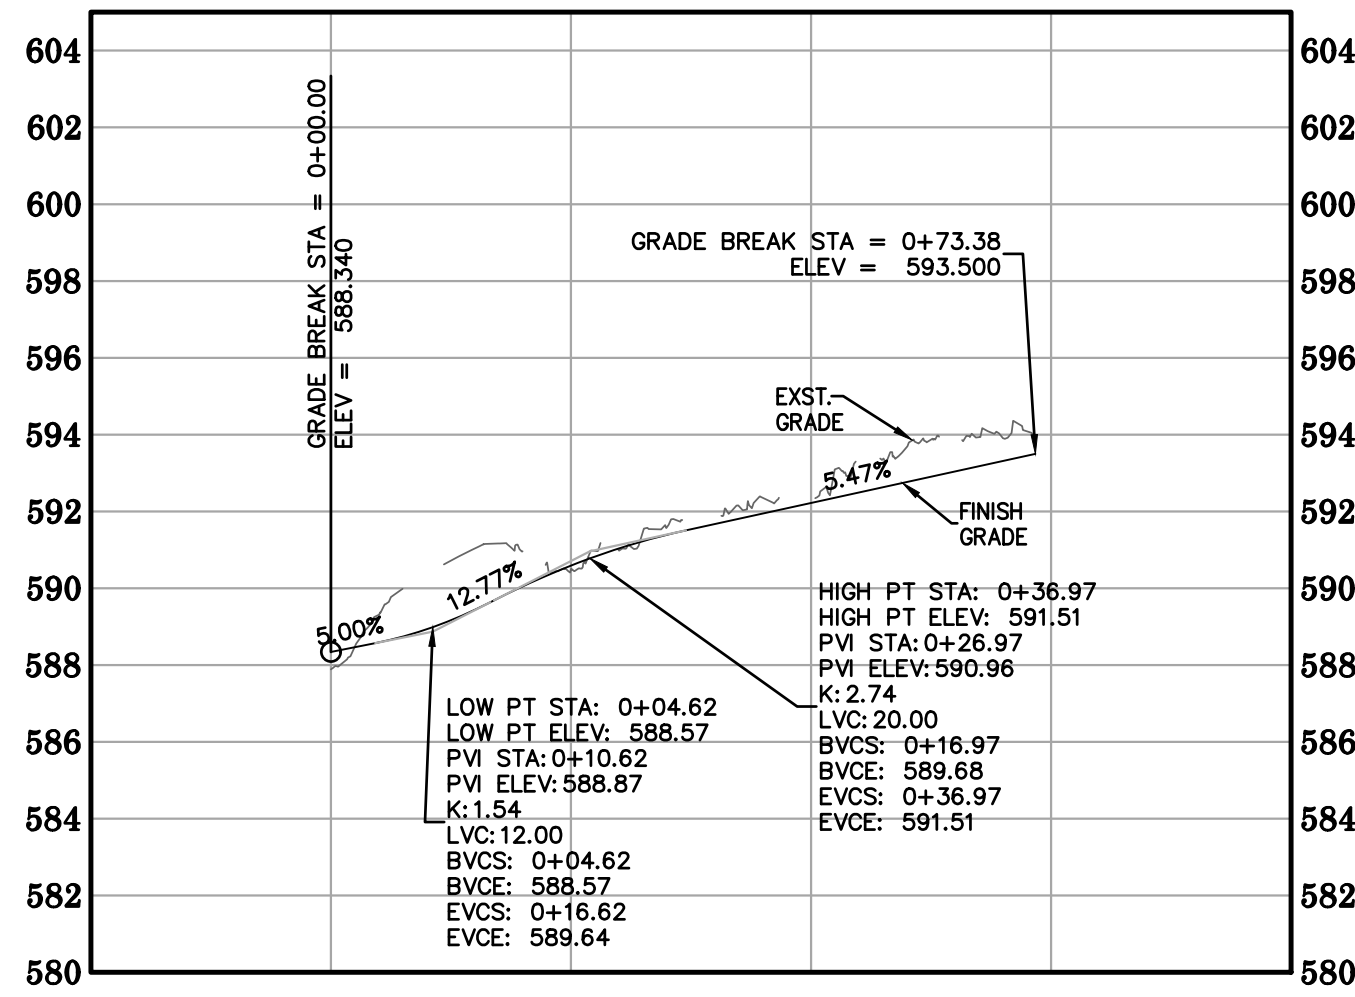 604
602
600
598
596
594
592
590
588
586
584
582
580
GRADE BREAK STA = 0+00.00
ELEV = 588.340
GRADE BREAK STA = 0+73.38
ELEV = 593.500
EXST.
GRADE
5.47%
FINISH
GRADE
12.77%
5.00%
LOW PT STA: 0+04.62
LOW PT ELEV: 588.57
PVI STA: 0+10.62
PVI ELEV: 588.87
K: 1.54
LVC: 12.00
BVCS: 0+04.62
BVCE: 588.57
EVCS: 0+16.62
EVCE: 589.64
HIGH PT STA: 0+36.97
HIGH PT ELEV: 591.51
PVI STA: 0+26.97
PVI ELEV: 590.96
K: 2.74
LVC: 20.00
BVCS: 0+16.97
BVCE: 589.68
EVCS: 0+36.97
EVCE: 591.51
604
602
600
598
596
594
592
590
588
586
584
582
580